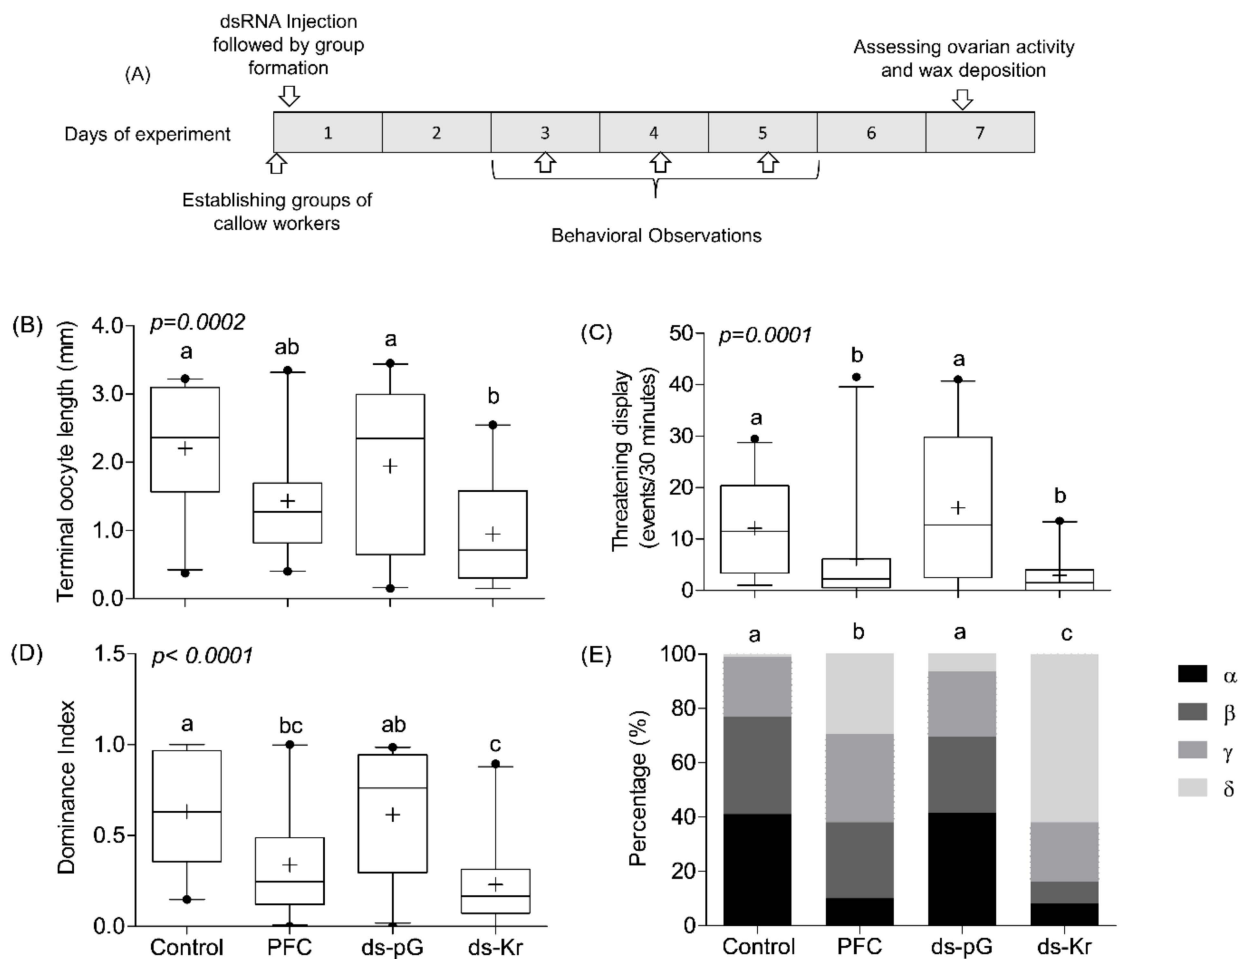 dsRNA Injection
followed by group
formation
Assessing ovarian activity
and wax deposition
(A)
Days of experiment 1 2 3 4 5 6 7
Establishing groups of
callow workers
Behavioral Observations
(B)
p=0.0002
Terminal oocyte length (mm)
4.0
3.0
2.0
1.0
0.0
a ab a b
(C)
p=0.0001
Threatening display
(events/30 minutes)
50
40
30
20
10
0
a b a b
(D)
p< 0.0001
Dominance Index
1.5
1.0
0.5
0.0
a bc ab c
Control PFC ds-pG ds-Kr
(E)
a b a c
Percentage (%)
100
80
60
40
20
0
Control PFC ds-pG ds-Kr
α
β
γ
δ